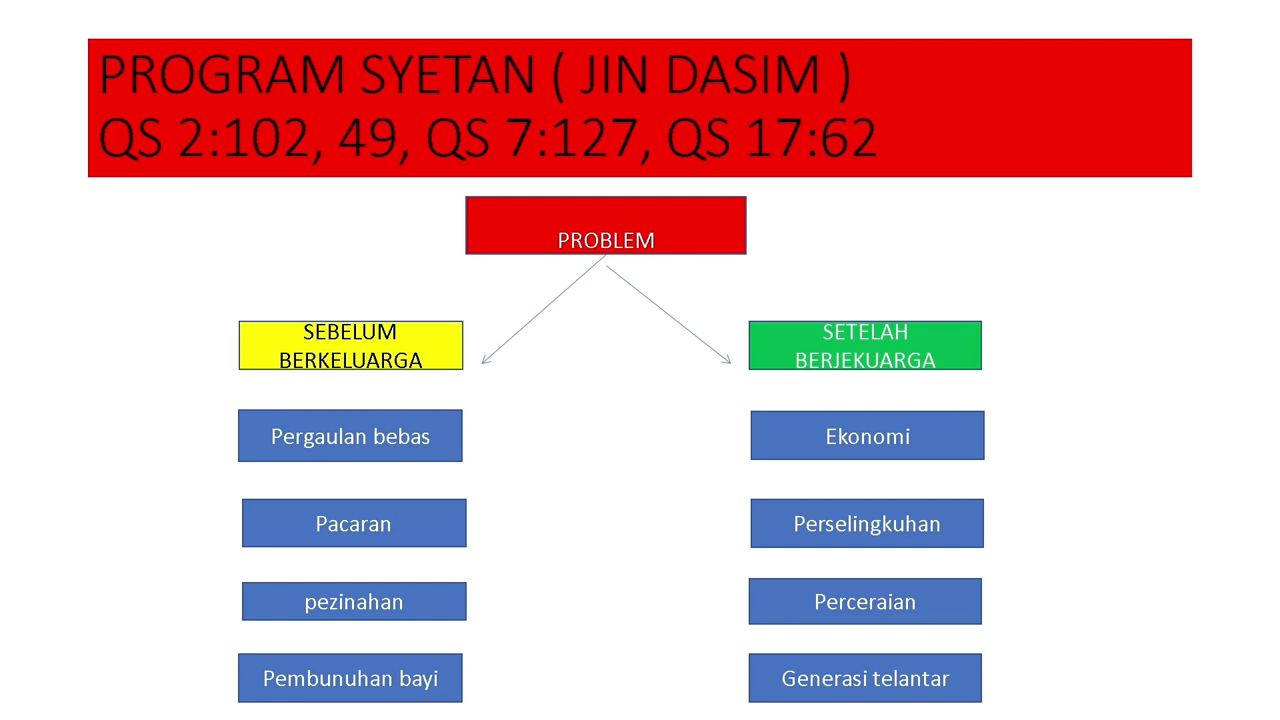 PROGRAM SYETAN ( JIN DASIM )
QS 2:102, 49, QS 7:127, QS 17:62
PROBLEM
SEBELUM
BERKELUARGA
SETELAH
BERJEKUARGA
Pergaulan bebas
Ekonomi
Pacaran
Perselingkuhan
pezinahan
Perceraian
Pembunuhan bayi
Generasi telantar